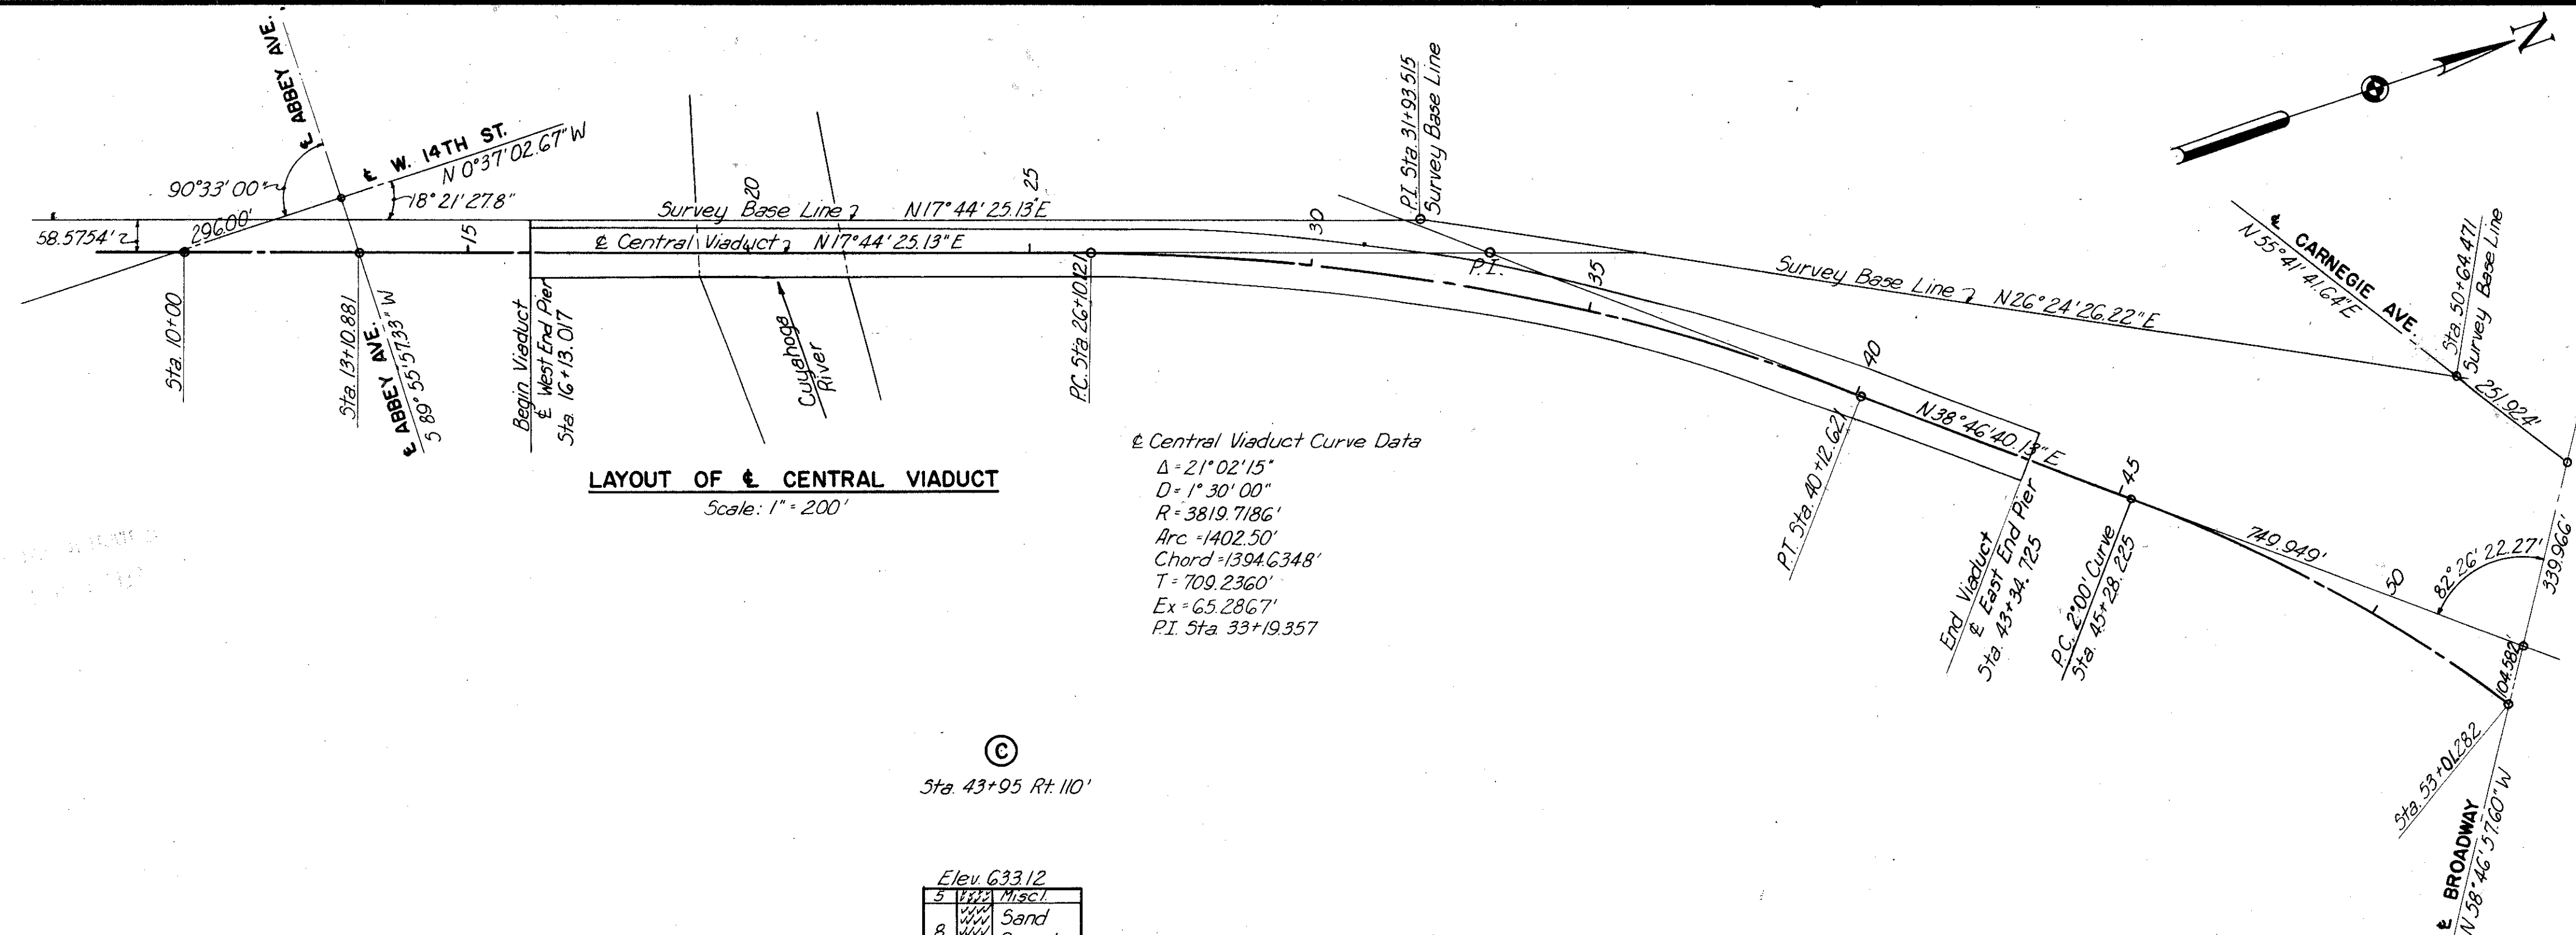 ℄ ABBEY AVE.
℄ W. 14TH ST.
N 0°37'02.67" W
90°33'00"
18°21'27.8"
296.00'
58.5754'
Survey Base Line N17°44'25.13"E
℄ Central Viaduct N17°44'25.13"E
15
20
25
30
35
40
45
50
Sta. 10+00
Sta. 13+10.881
℄ ABBEY AVE.
S 89°55'57.33" W
Begin Viaduct
℄ West End Pier
Sta. 16+13.017
Cuyahoga
River
P.C. Sta. 26+10.121
P.I. Sta. 31+93.515
Survey Base Line
P.I.
Survey Base Line N26°24'26.22"E
N
℄ CARNEGIE AVE.
N 55°41'41.64"E
Sta. 50+64.471
Survey Base Line
251.924'
339.966'
N38°46'40.13"E
P.T. Sta. 40+12.621
End Viaduct
℄ East End Pier
Sta. 43+34.725
P.C. 2°00' Curve
Sta. 45+28.225
749.949'
82°26'22.27'
104.582'
Sta. 53+01.282
℄ BROADWAY
N 58°46'57.60" W
LAYOUT OF ℄ CENTRAL VIADUCT
Scale: 1" = 200'
℄ Central Viaduct Curve Data
Δ = 21°02'15"
D = 1°30'00"
R = 3819.7186'
Arc = 1402.50'
Chord = 1394.6348'
T = 709.2360'
Ex = 65.2867'
P.I. Sta. 33+19.357
C
Sta. 43+95 Rt. 110'
Elev. 633.12
5 Miscl.
Sand
8